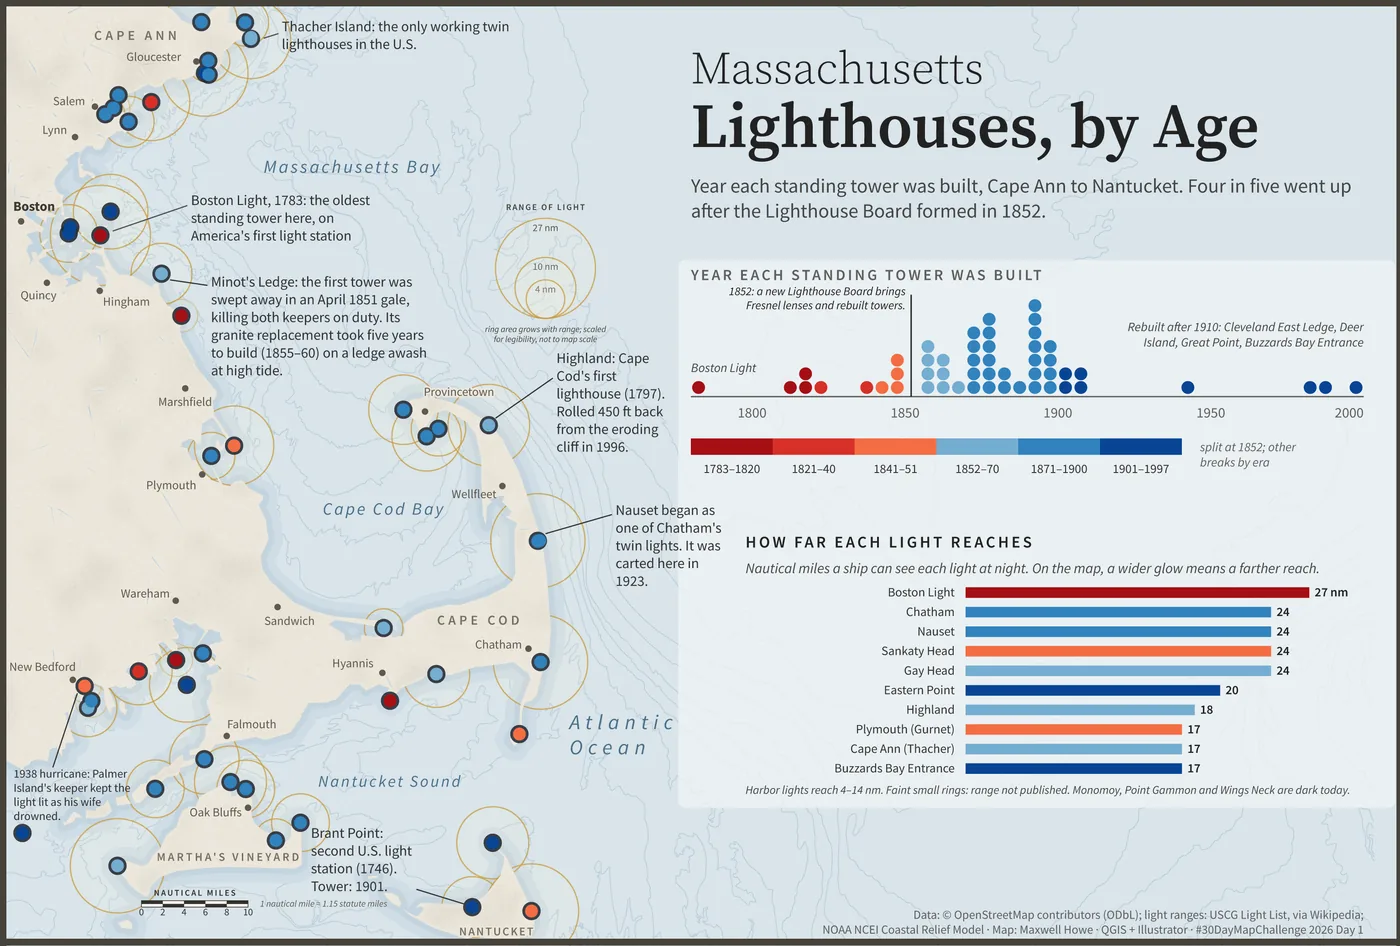 Massachusetts
Lighthouses, by Age
Year each standing tower was built, Cape Ann to Nantucket. Four in five went up
after the Lighthouse Board formed in 1852.
CAPE ANN
Gloucester
Thacher Island: the only working twin
lighthouses in the U.S.
Salem
Lynn
Massachusetts Bay
Boston
Boston Light, 1783: the oldest
standing tower here, on
America's first light station
Quincy
Hingham
Minot's Ledge: the first tower was
swept away in an April 1851 gale,
killing both keepers on duty. Its
granite replacement took five years
to build (1855–60) on a ledge awash
at high tide.
RANGE OF LIGHT
27 nm
10 nm
4 nm
ring area grows with range; scaled
for legibility, not to map scale
Highland: Cape
Cod's first
lighthouse (1797).
Rolled 450 ft back
from the eroding
cliff in 1996.
Marshfield
Provincetown
Plymouth
Wellfleet
Cape Cod Bay
Nauset began as
one of Chatham's
twin lights. It was
carted here in
1923.
Wareham
Sandwich
CAPE COD
Chatham
New Bedford
Hyannis
Falmouth
Atlantic
Ocean
1938 hurricane: Palmer
Island's keeper kept the
light lit as his wife
drowned.
Nantucket Sound
Oak Bluffs
MARTHA'S VINEYARD
Brant Point:
second U.S. light
station (1746).
Tower: 1901.
NAUTICAL MILES
0 2 4 6 8 10
1 nautical mile ≈ 1.15 statute miles
NANTUCKET
YEAR EACH STANDING TOWER WAS BUILT
1852: a new Lighthouse Board brings
Fresnel lenses and rebuilt towers.
Rebuilt after 1910: Cleveland East Ledge, Deer
Island, Great Point, Buzzards Bay Entrance
Boston Light
1800 1850 1900 1950 2000
1783–1820 1821–40 1841–51 1852–70 1871–1900 1901–1997
split at 1852; other
breaks by era
HOW FAR EACH LIGHT REACHES
Nautical miles a ship can see each light at night. On the map, a wider glow means a farther reach.
Boston Light 27 nm
Chatham 24
Nauset 24
Sankaty Head 24
Gay Head 24
Eastern Point 20
Highland 18
Plymouth (Gurnet) 17
Cape Ann (Thacher) 17
Buzzards Bay Entrance 17
Harbor lights reach 4–14 nm. Faint small rings: range not published. Monomoy, Point Gammon and Wings Neck are dark today.
Data: © OpenStreetMap contributors (ODbL); light ranges: USCG Light List, via Wikipedia;
NOAA NCEI Coastal Relief Model · Map: Maxwell Howe · QGIS + Illustrator · #30DayMapChallenge 2026 Day 1